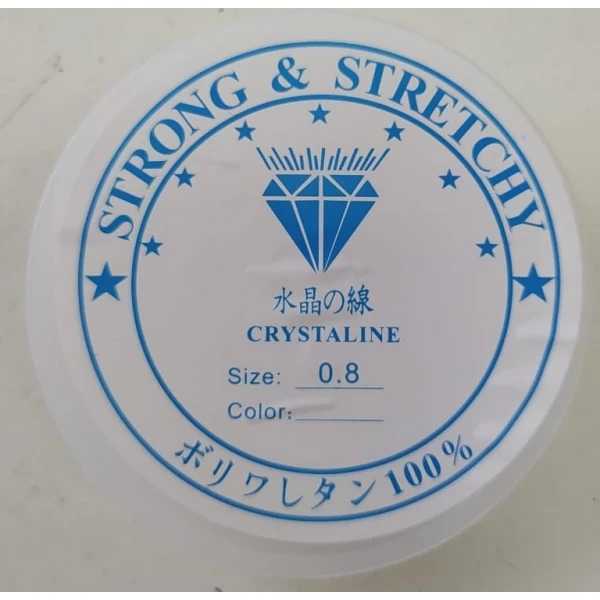 STRONG & STRETCHY
水晶の線
CRYSTALINE
Size: 0.8
Color:
ボリワしタン100%